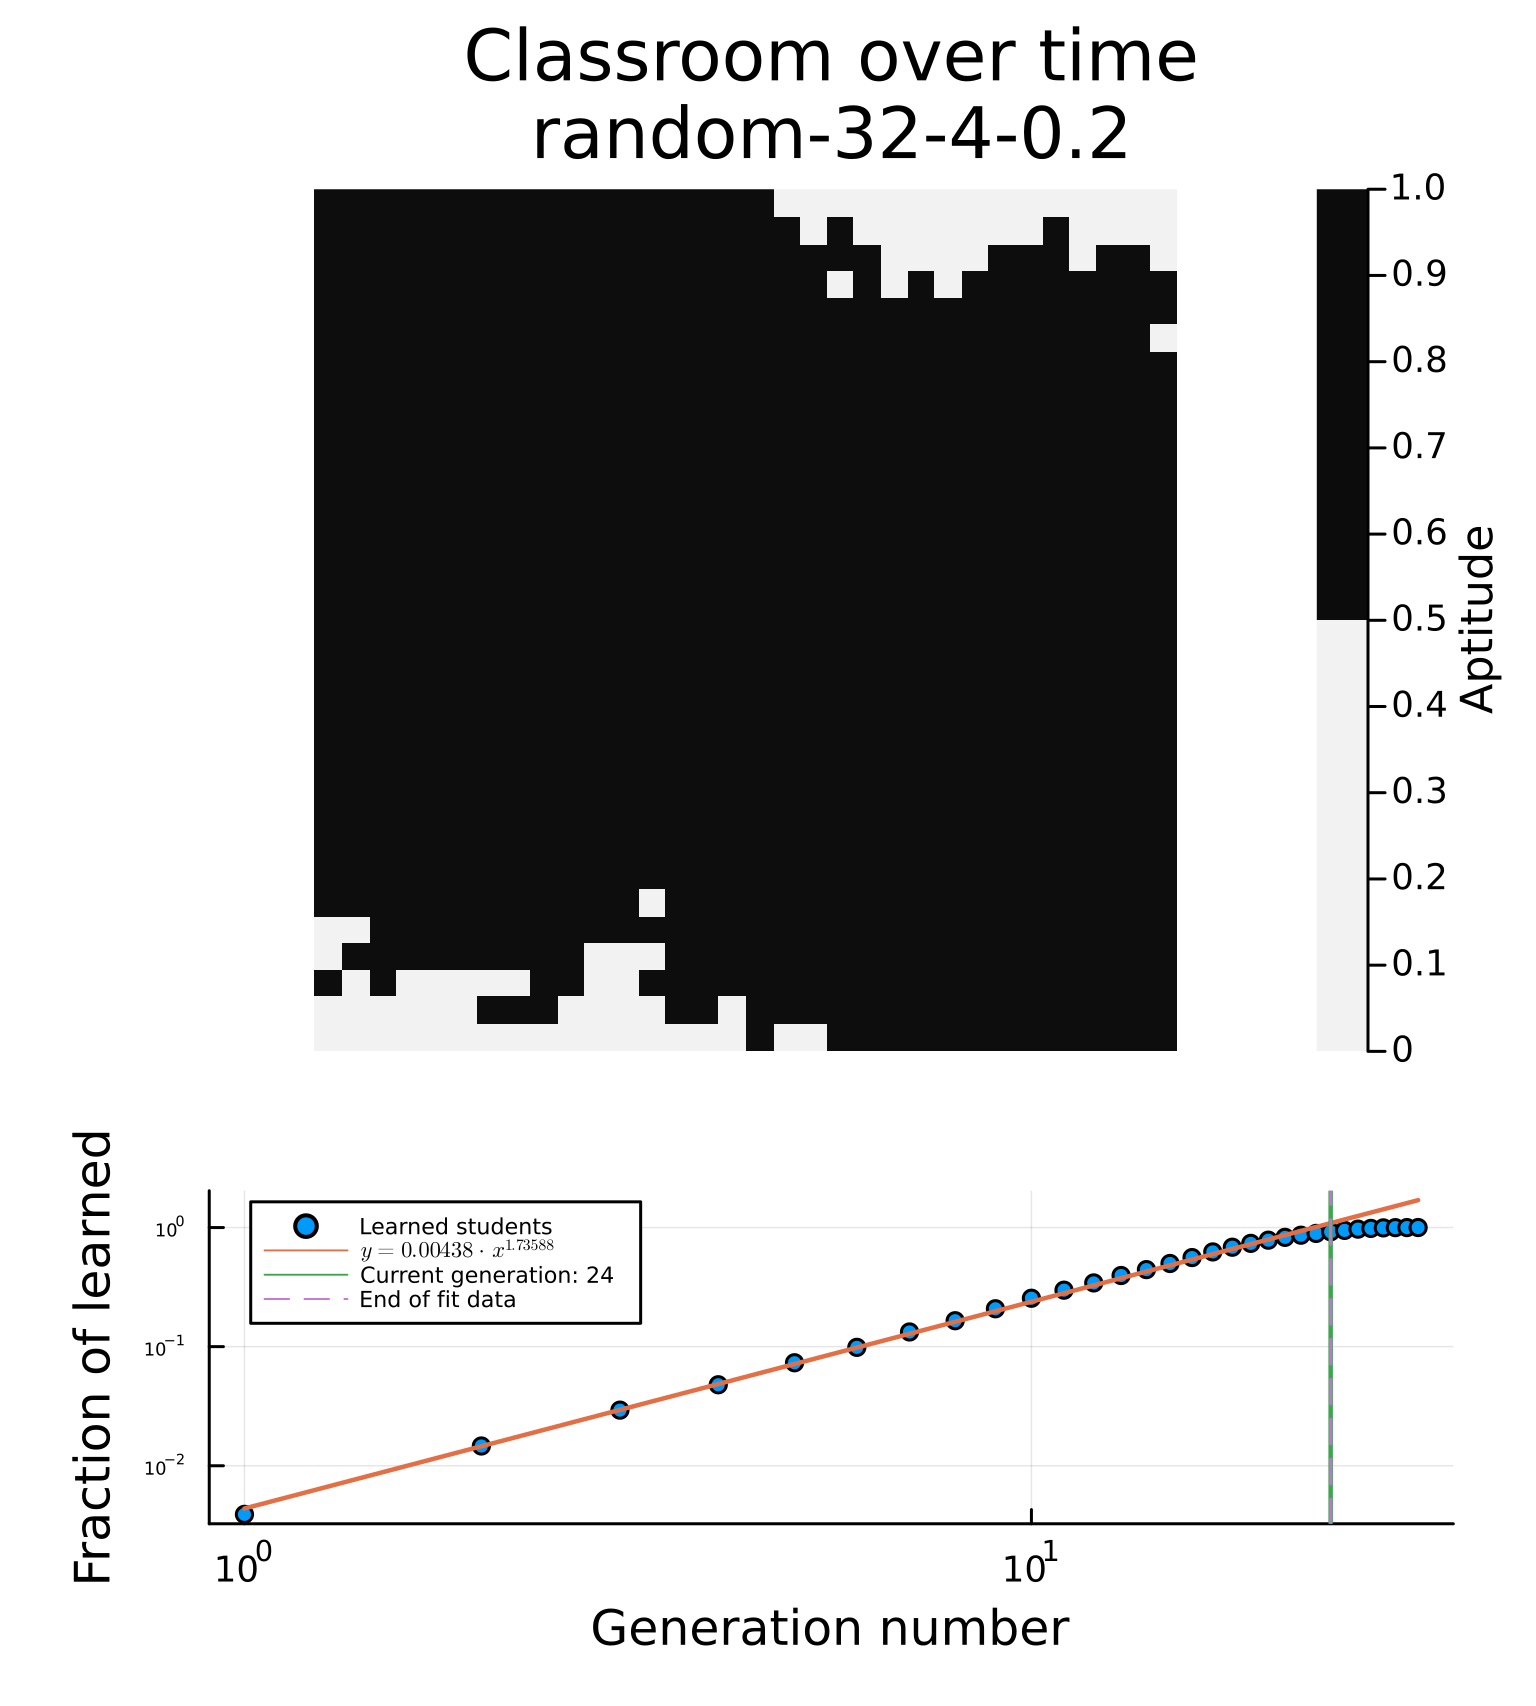 Classroom over time
random-32-4-0.2
1.0
0.9
0.8
0.7
0.6
0.5
0.4
0.3
0.2
0.1
0
Aptitude
Fraction of learned
10⁰
10⁻¹
10⁻²
Learned students
y = 0.00438 · x^1.73588
Current generation: 24
End of fit data
10⁰
10¹
Generation number